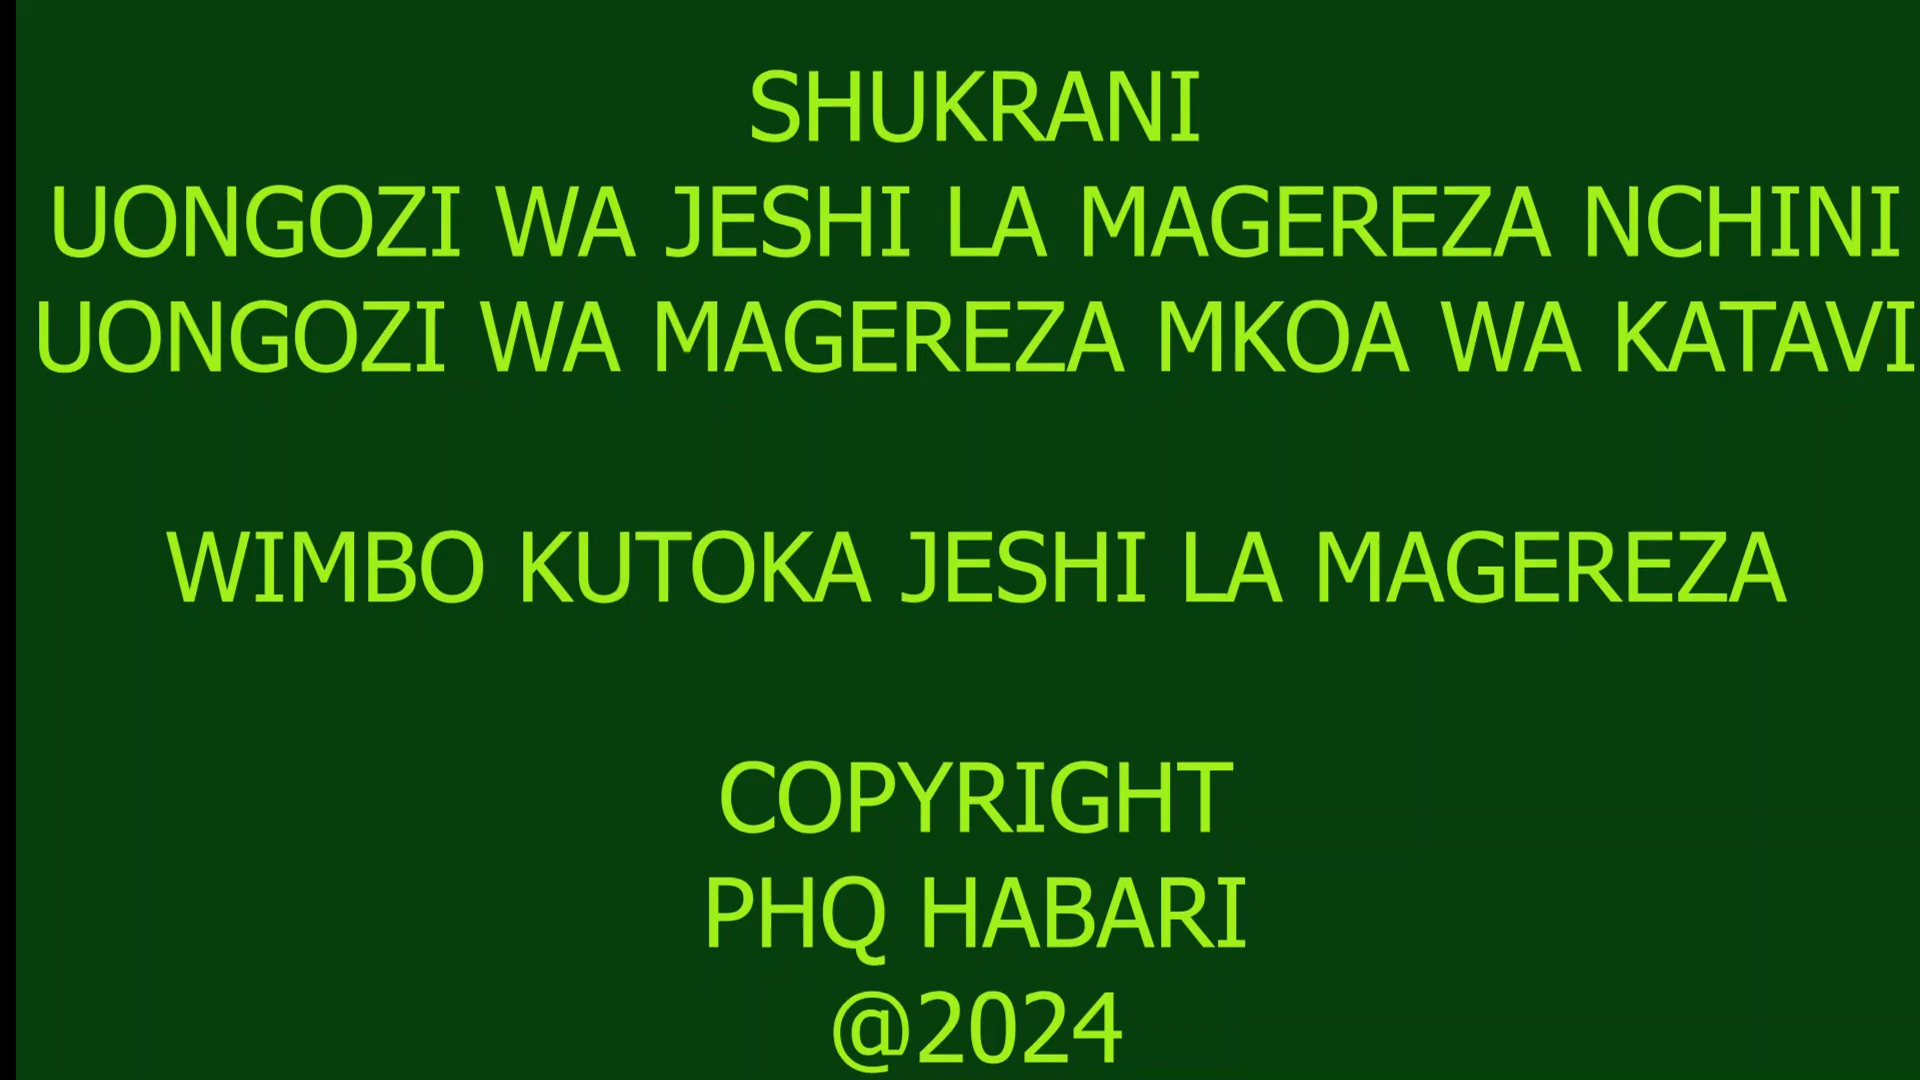 SHUKRANI
UONGOZI WA JESHI LA MAGEREZA NCHINI
UONGOZI WA MAGEREZA MKOA WA KATAVI
WIMBO KUTOKA JESHI LA MAGEREZA
COPYRIGHT
PHQ HABARI
@2024